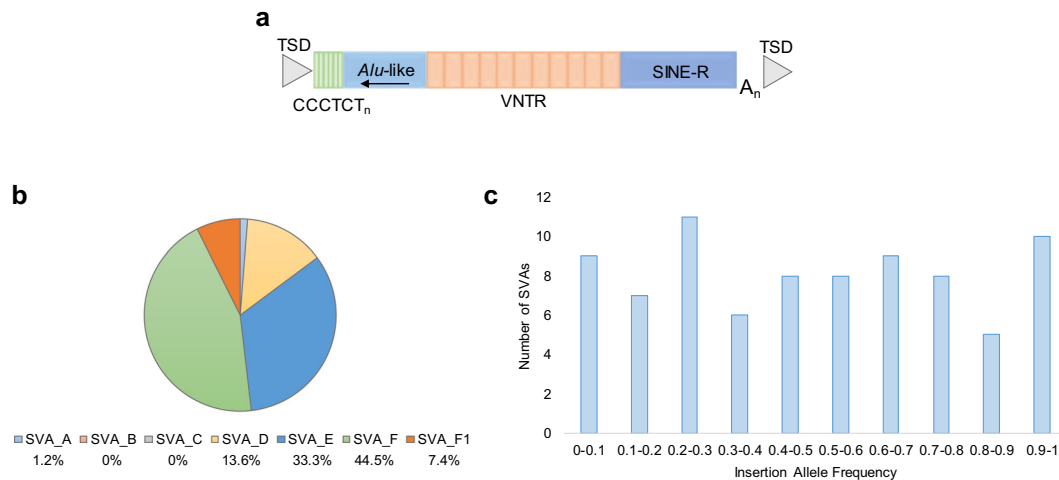 a
TSD
TSD
Alu-like
SINE-R
CCCTCTn
VNTR
An
b
SVA_A SVA_B SVA_C SVA_D SVA_E SVA_F SVA_F1
1.2% 0% 0% 13.6% 33.3% 44.5% 7.4%
c
Number of SVAs
12
10
8
6
4
2
0
0-0.1 0.1-0.2 0.2-0.3 0.3-0.4 0.4-0.5 0.5-0.6 0.6-0.7 0.7-0.8 0.8-0.9 0.9-1
Insertion Allele Frequency